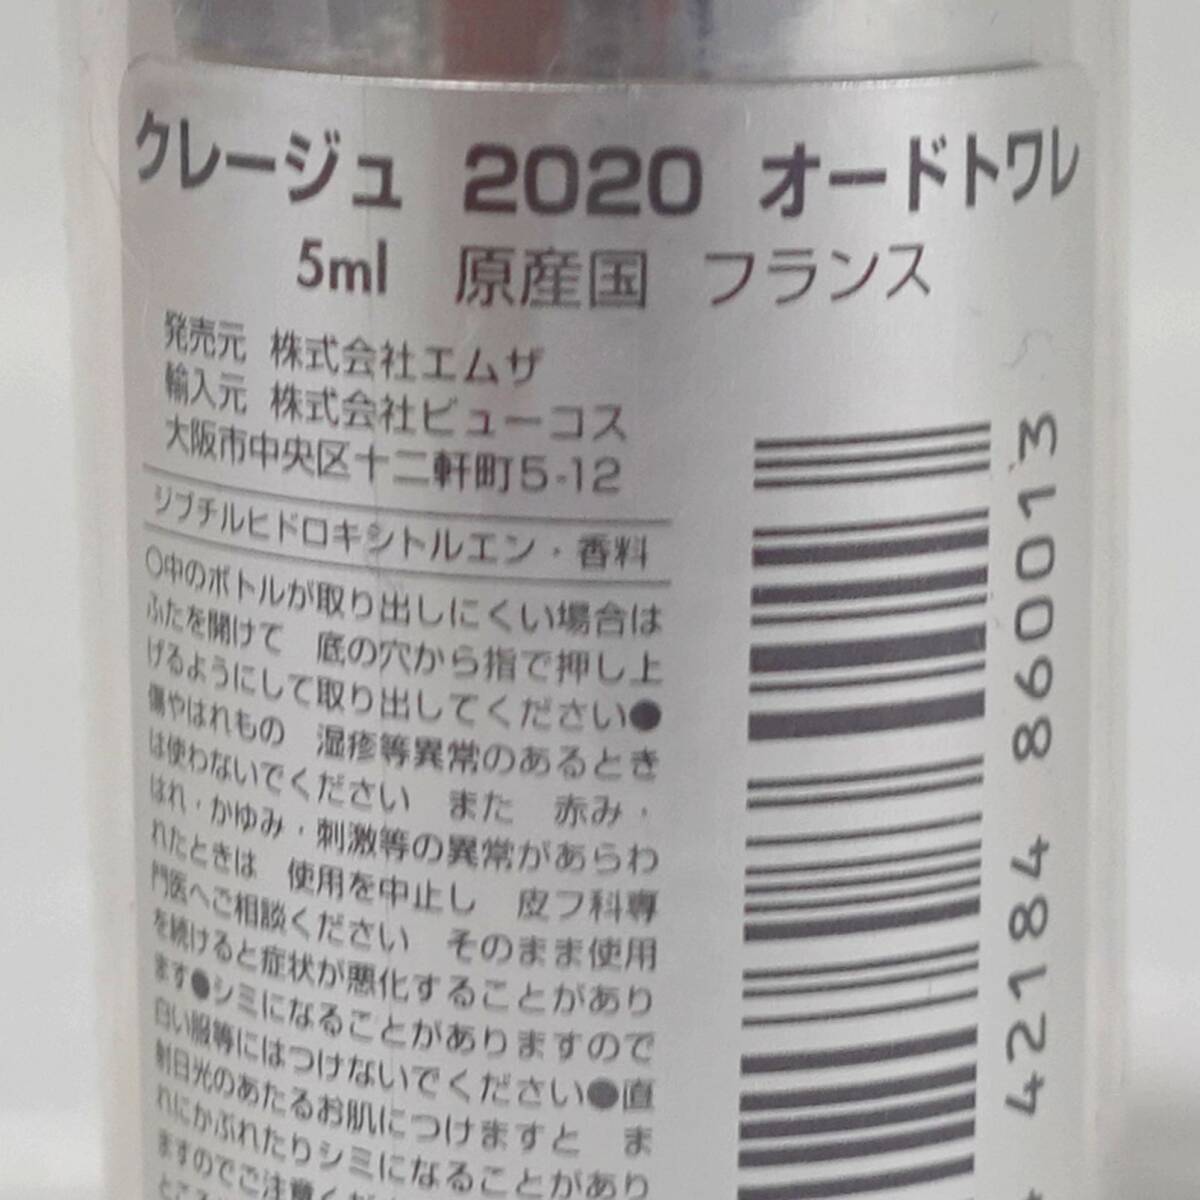 クレージュ 2020 オードトワレ
5ml 原産国 フランス
発売元 株式会社エムザ
輸入元 株式会社ビューコス
大阪市中央区十二軒町5-12
ジブチルヒドロキシトルエン・香料
○中のボトルが取り出しにくい場合は
ふたを開けて 底の穴から指で押し上
げるようにして取り出してください●
傷やはれもの 湿疹等異常のあるとき
は使わないでください また 赤み・
はれ・かゆみ・刺激等の異常があらわ
れたときは 使用を中止し 皮フ科専
門医へご相談ください そのまま使用
を続けると症状が悪化することがあり
ます●シミになることがありますので
白い服等にはつけないでください●直
射日光のあたるお肌につけますと ま
れにかぶれたりシミになることがあり
ますのでご注意くだ
ところ
42184 86013